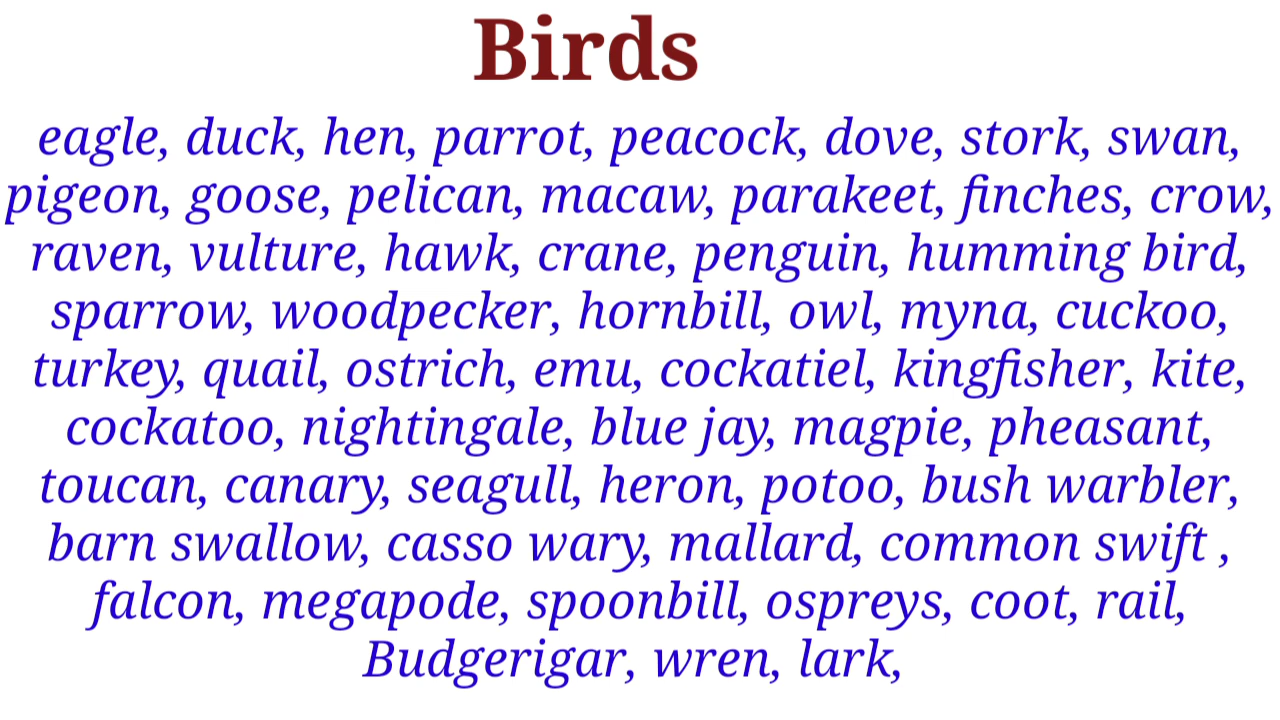 Birds
eagle, duck, hen, parrot, peacock, dove, stork, swan,
pigeon, goose, pelican, macaw, parakeet, finches, crow,
raven, vulture, hawk, crane, penguin, humming bird,
sparrow, woodpecker, hornbill, owl, myna, cuckoo,
turkey, quail, ostrich, emu, cockatiel, kingfisher, kite,
cockatoo, nightingale, blue jay, magpie, pheasant,
toucan, canary, seagull, heron, potoo, bush warbler,
barn swallow, casso wary, mallard, common swift ,
falcon, megapode, spoonbill, ospreys, coot, rail,
Budgerigar, wren, lark,